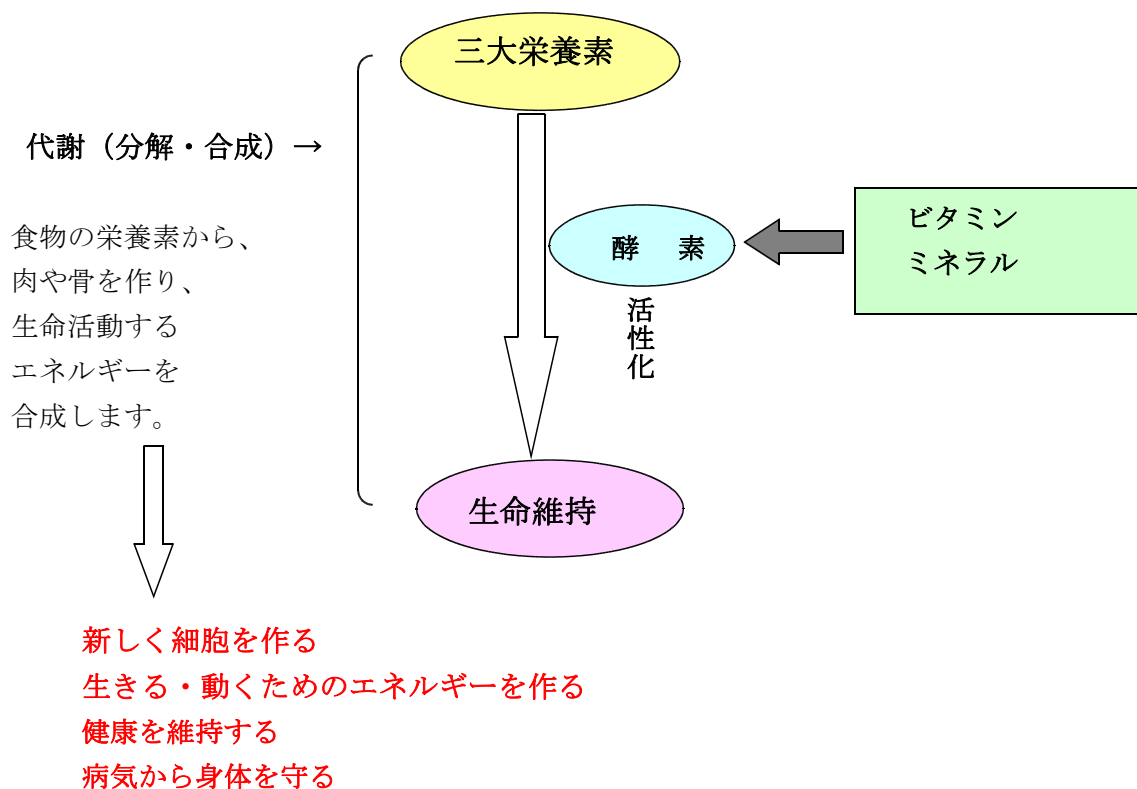 三大栄養素
代謝（分解・合成）→
食物の栄養素から、
肉や骨を作り、
生命活動する
エネルギーを
合成します。
酵　素
活性化
ビタミン
ミネラル
生命維持
新しく細胞を作る
生きる・動くためのエネルギーを作る
健康を維持する
病気から身体を守る